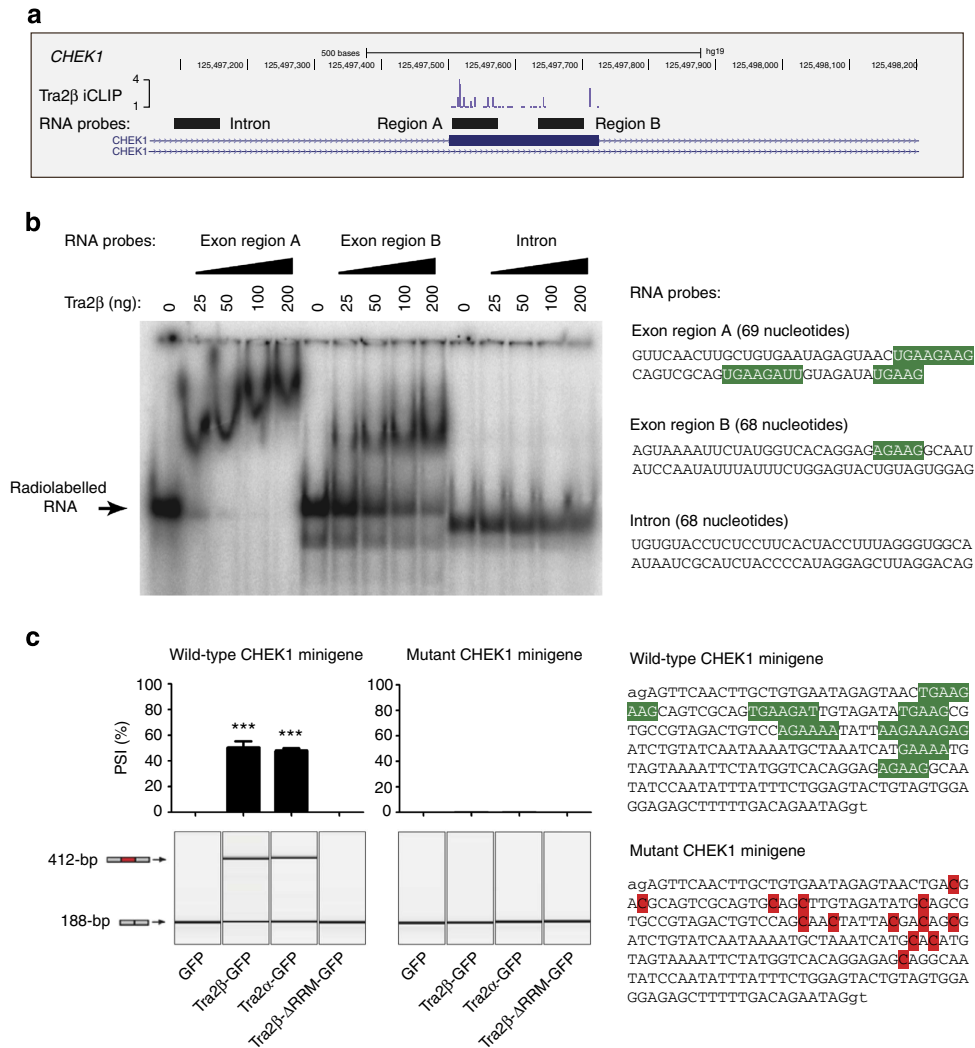 a
CHEK1
500 bases
hg19
125,497,200 125,497,300 125,497,400 125,497,500 125,497,600 125,497,700 125,497,800 125,497,900 125,498,000 125,498,100 125,498,200
Tra2β iCLIP
4
1
RNA probes: Intron Region A Region B
CHEK1
CHEK1
b
RNA probes: Exon region A Exon region B Intron
Tra2β (ng): 0 25 50 100 200 0 25 50 100 200 0 25 50 100 200
Radiolabelled
RNA
RNA probes:
Exon region A (69 nucleotides)
GUUCAACUUGCUGUGAAUAGAGUAACUGAAGAAG
CAGUCGCAGUGAAGAUUGUAGAUAUGAAG
Exon region B (68 nucleotides)
AGUAAAAUUCUAUGGUCACAGGAGAGAAGGCAAU
AUCCAAUAUUUAUUUCUGGAGUACUGUAGUGGAG
Intron (68 nucleotides)
UGUGUACCUCUCCUUCACUACCUUUAGGGUGGCA
AUAAUCGCAUCUACCCCAUAGGAGCUUAGGACAG
c
Wild-type CHEK1 minigene
Mutant CHEK1 minigene
PSI (%)
100
80
60
40
20
0
*** ***
100
80
60
40
20
0
412-bp
188-bp
GFP Tra2β-GFP Tra2α-GFP Tra2β-ΔRRM-GFP
GFP Tra2β-GFP Tra2α-GFP Tra2β-ΔRRM-GFP
Wild-type CHEK1 minigene
agAGTTCAACTTGCTGTGAATAGAGTAACTGAAG
AAGCAGTCGCAGTGAAGATTGTAGATATGAAGCG
TGCCGTAGACTGTCCAGAAAATATTAAGAAAGAG
ATCTGTATCAATAAAATGCTAAATCATGAAAATG
TAGTAAAATTCTATGGTCACAGGAGAGAAGGCAA
TATCCAATATTTATTTCTGGAGTACTGTAGTGGA
GGAGAGCTTTTTGACAGAATAGgt
Mutant CHEK1 minigene
agAGTTCAACTTGCTGTGAATAGAGTAACTGACG
ACGCAGTCGCAGTGCAGCTTGTAGATATGCAGCG
TGCCGTAGACTGTCCAGCAACTATTACGACAGCG
ATCTGTATCAATAAAATGCTAAATCATGCACATG
TAGTAAAATTCTATGGTCACAGGAGAGCAGGCAA
TATCCAATATTTATTTCTGGAGTACTGTAGTGGA
GGAGAGCTTTTTGACAGAATAGgt